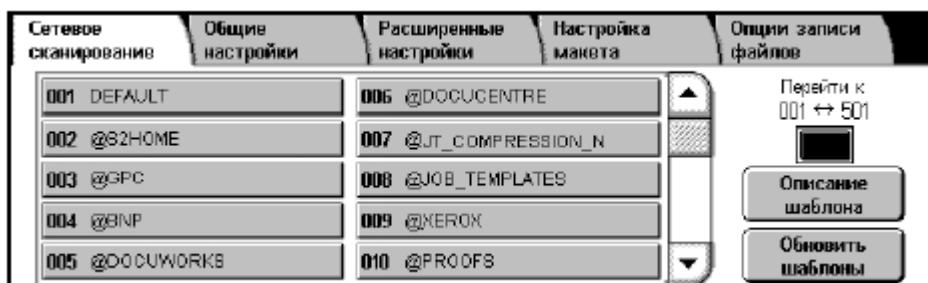 Сетевое сканирование
Общие настройки
Расширенные настройки
Настройка макета
Опции записи файлов
001 DEFAULT
002 @S2HOME
003 @GPC
004 @BNP
005 @DOCUWORKS
006 @DOCUCENTRE
007 @JT_COMPRESSION_N
008 @JOB_TEMPLATES
009 @XEROX
010 @PROOFS
Перейти к
001 ↔ 501
Описание
шаблона
Обновить
шаблоны